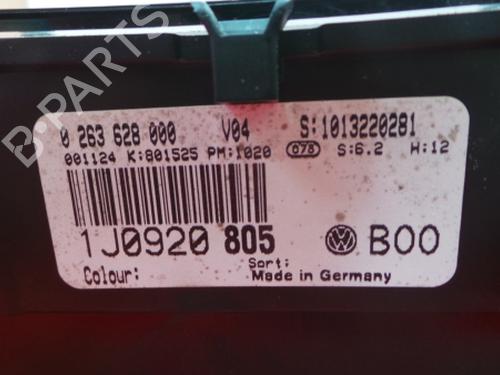 0 263 628 000 V04 S:1013220281
001124 K:801525 PM:1020 075 S:6.2 H:12
1J0920 805 B00
Colour: Sort: Made in Germany
B-PARTS